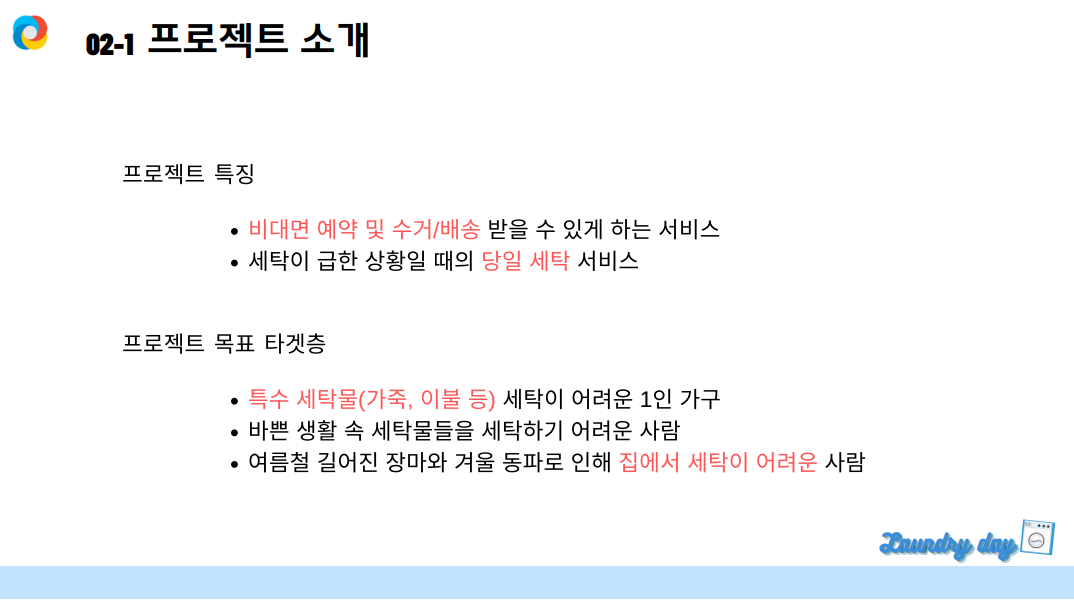 02-1 프로젝트 소개
프로젝트 특징
• 비대면 예약 및 수거/배송 받을 수 있게 하는 서비스
• 세탁이 급한 상황일 때의 당일 세탁 서비스
프로젝트 목표 타겟층
• 특수 세탁물(가죽, 이불 등) 세탁이 어려운 1인 가구
• 바쁜 생활 속 세탁물들을 세탁하기 어려운 사람
• 여름철 길어진 장마와 겨울 동파로 인해 집에서 세탁이 어려운 사람
Laundry day